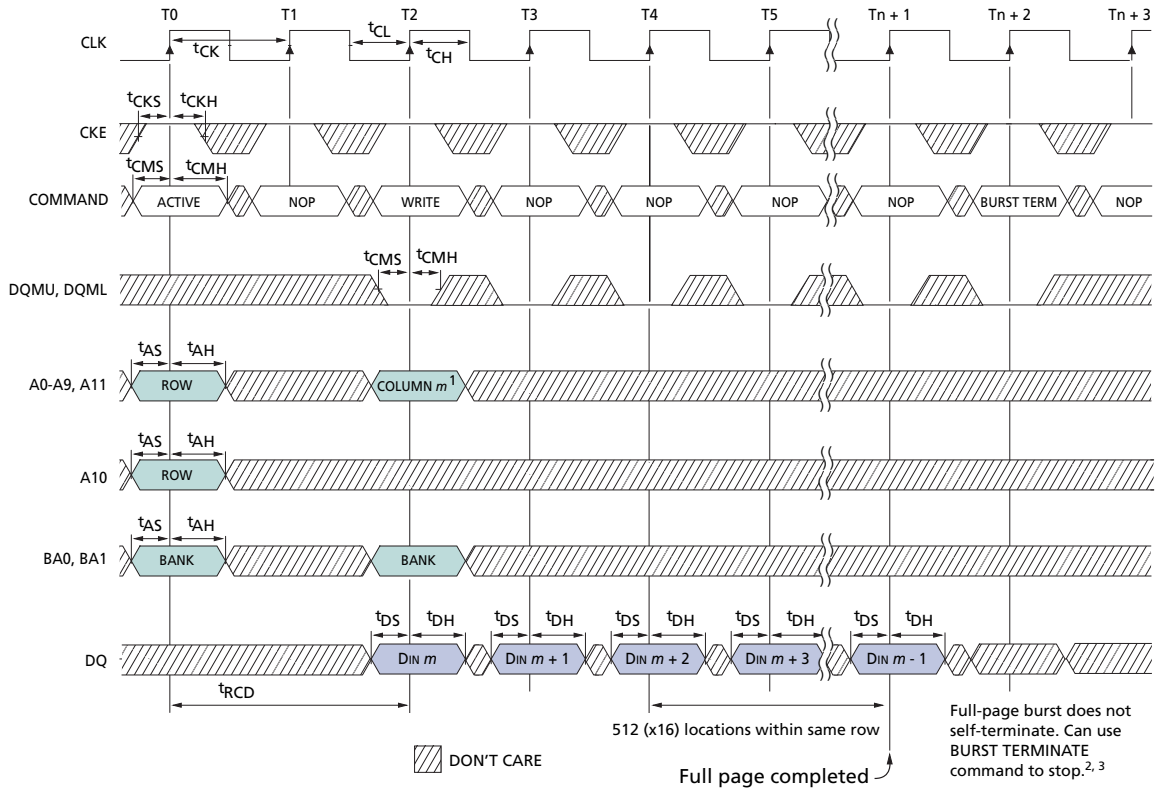 T0 T1 T2 T3 T4 T5 Tn + 1 Tn + 2 Tn + 3
CLK
tCK
tCL
tCH
tCKS tCKH
CKE
tCMS tCMH
COMMAND ACTIVE NOP WRITE NOP NOP NOP NOP BURST TERM NOP
tCMS tCMH
DQMU, DQML
tAS tAH
A0-A9, A11 ROW COLUMN m1
tAS tAH
A10 ROW
tAS tAH
BA0, BA1 BANK BANK
tDS tDH tDS tDH tDS tDH tDS tDH tDS tDH
DQ DIN m DIN m + 1 DIN m + 2 DIN m + 3 DIN m - 1
tRCD
512 (x16) locations within same row
Full-page burst does not
self-terminate. Can use
BURST TERMINATE
command to stop.2, 3
DON'T CARE
Full page completed